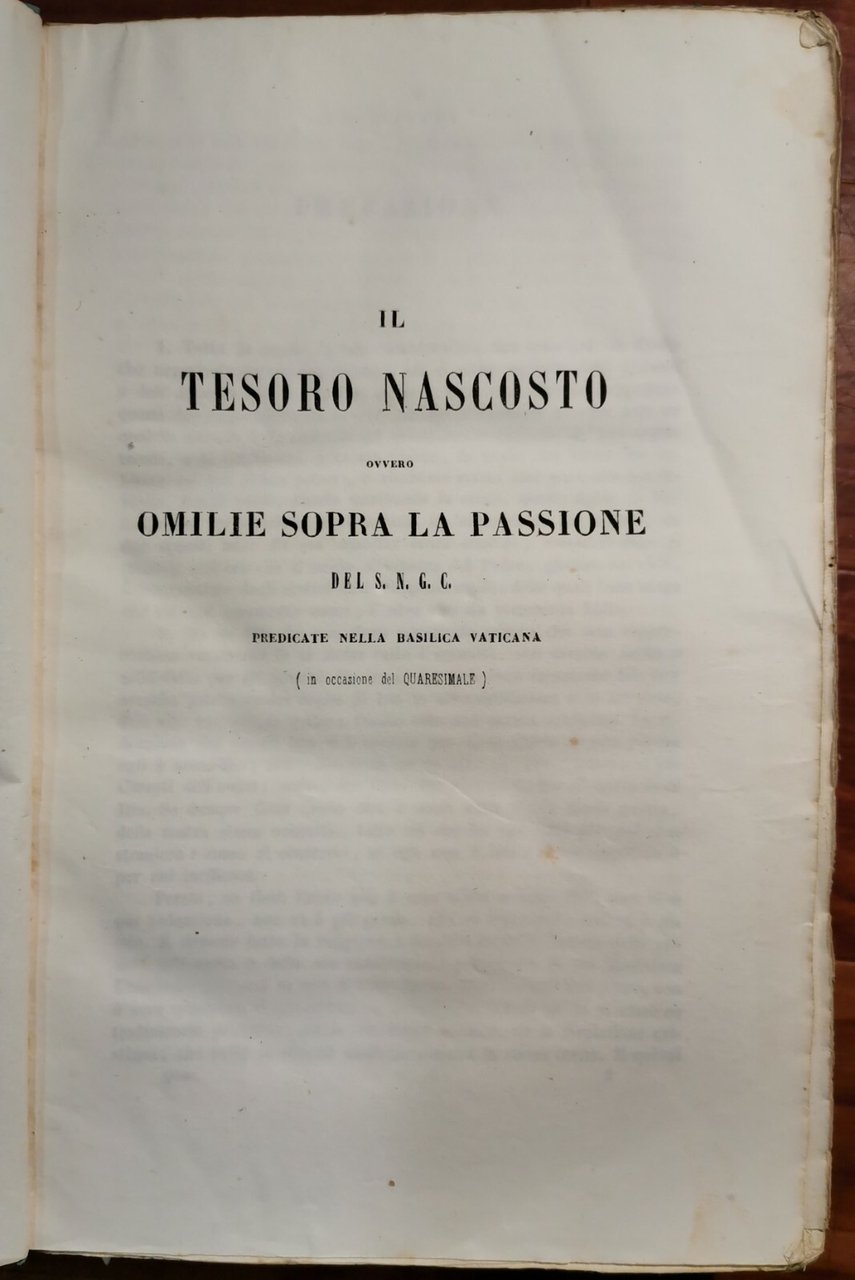 IL
TESORO NASCOSTO
OVVERO
OMILIE SOPRA LA PASSIONE
DEL S. N. G. C.
PREDICATE NELLA BASILICA VATICANA
( in occasione del QUARESIMALE )